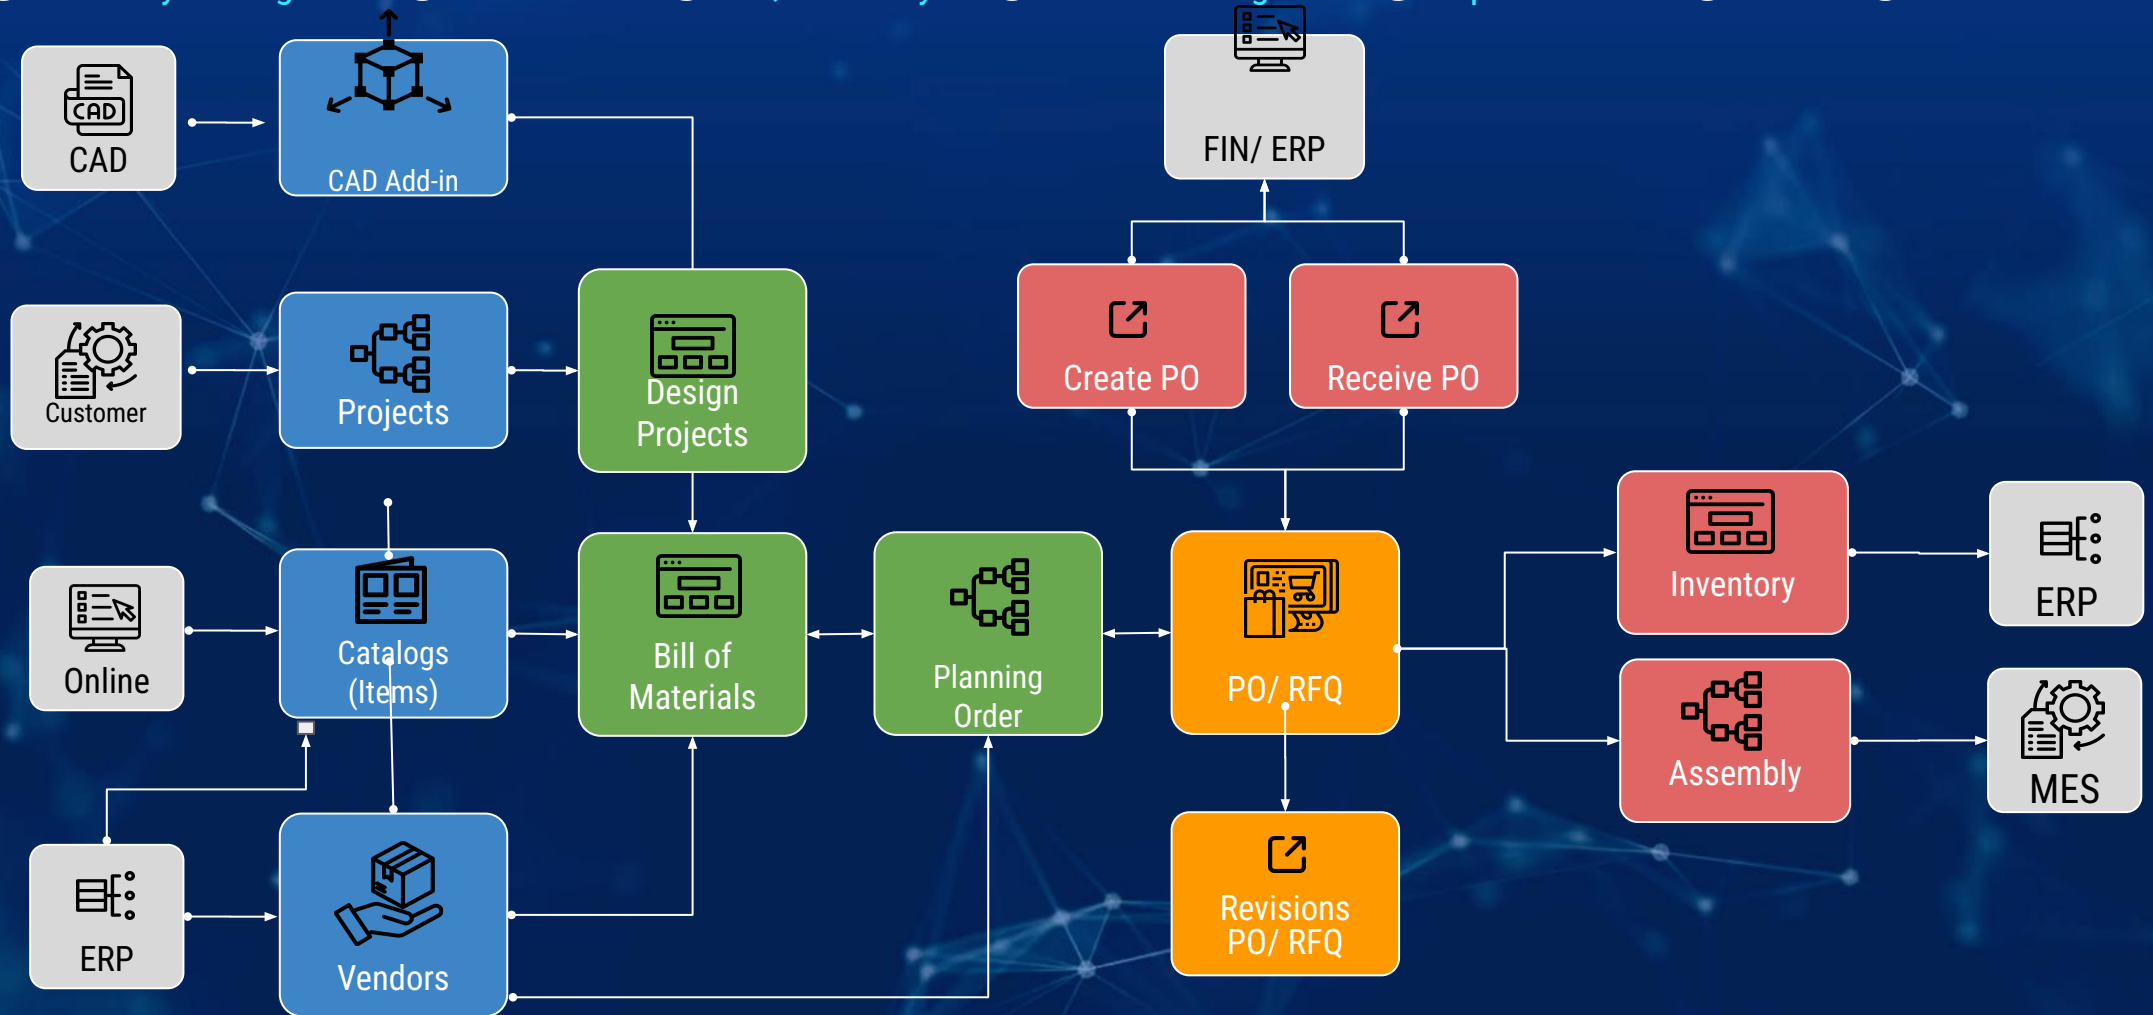 CAD
CAD
CAD Add-in
FIN/ ERP
Customer
Projects
Design
Projects
Create PO
Receive PO
Online
Catalogs
(Items)
Bill of
Materials
Planning
Order
PO/ RFQ
Inventory
ERP
Assembly
MES
ERP
Vendors
Revisions
PO/ RFQ